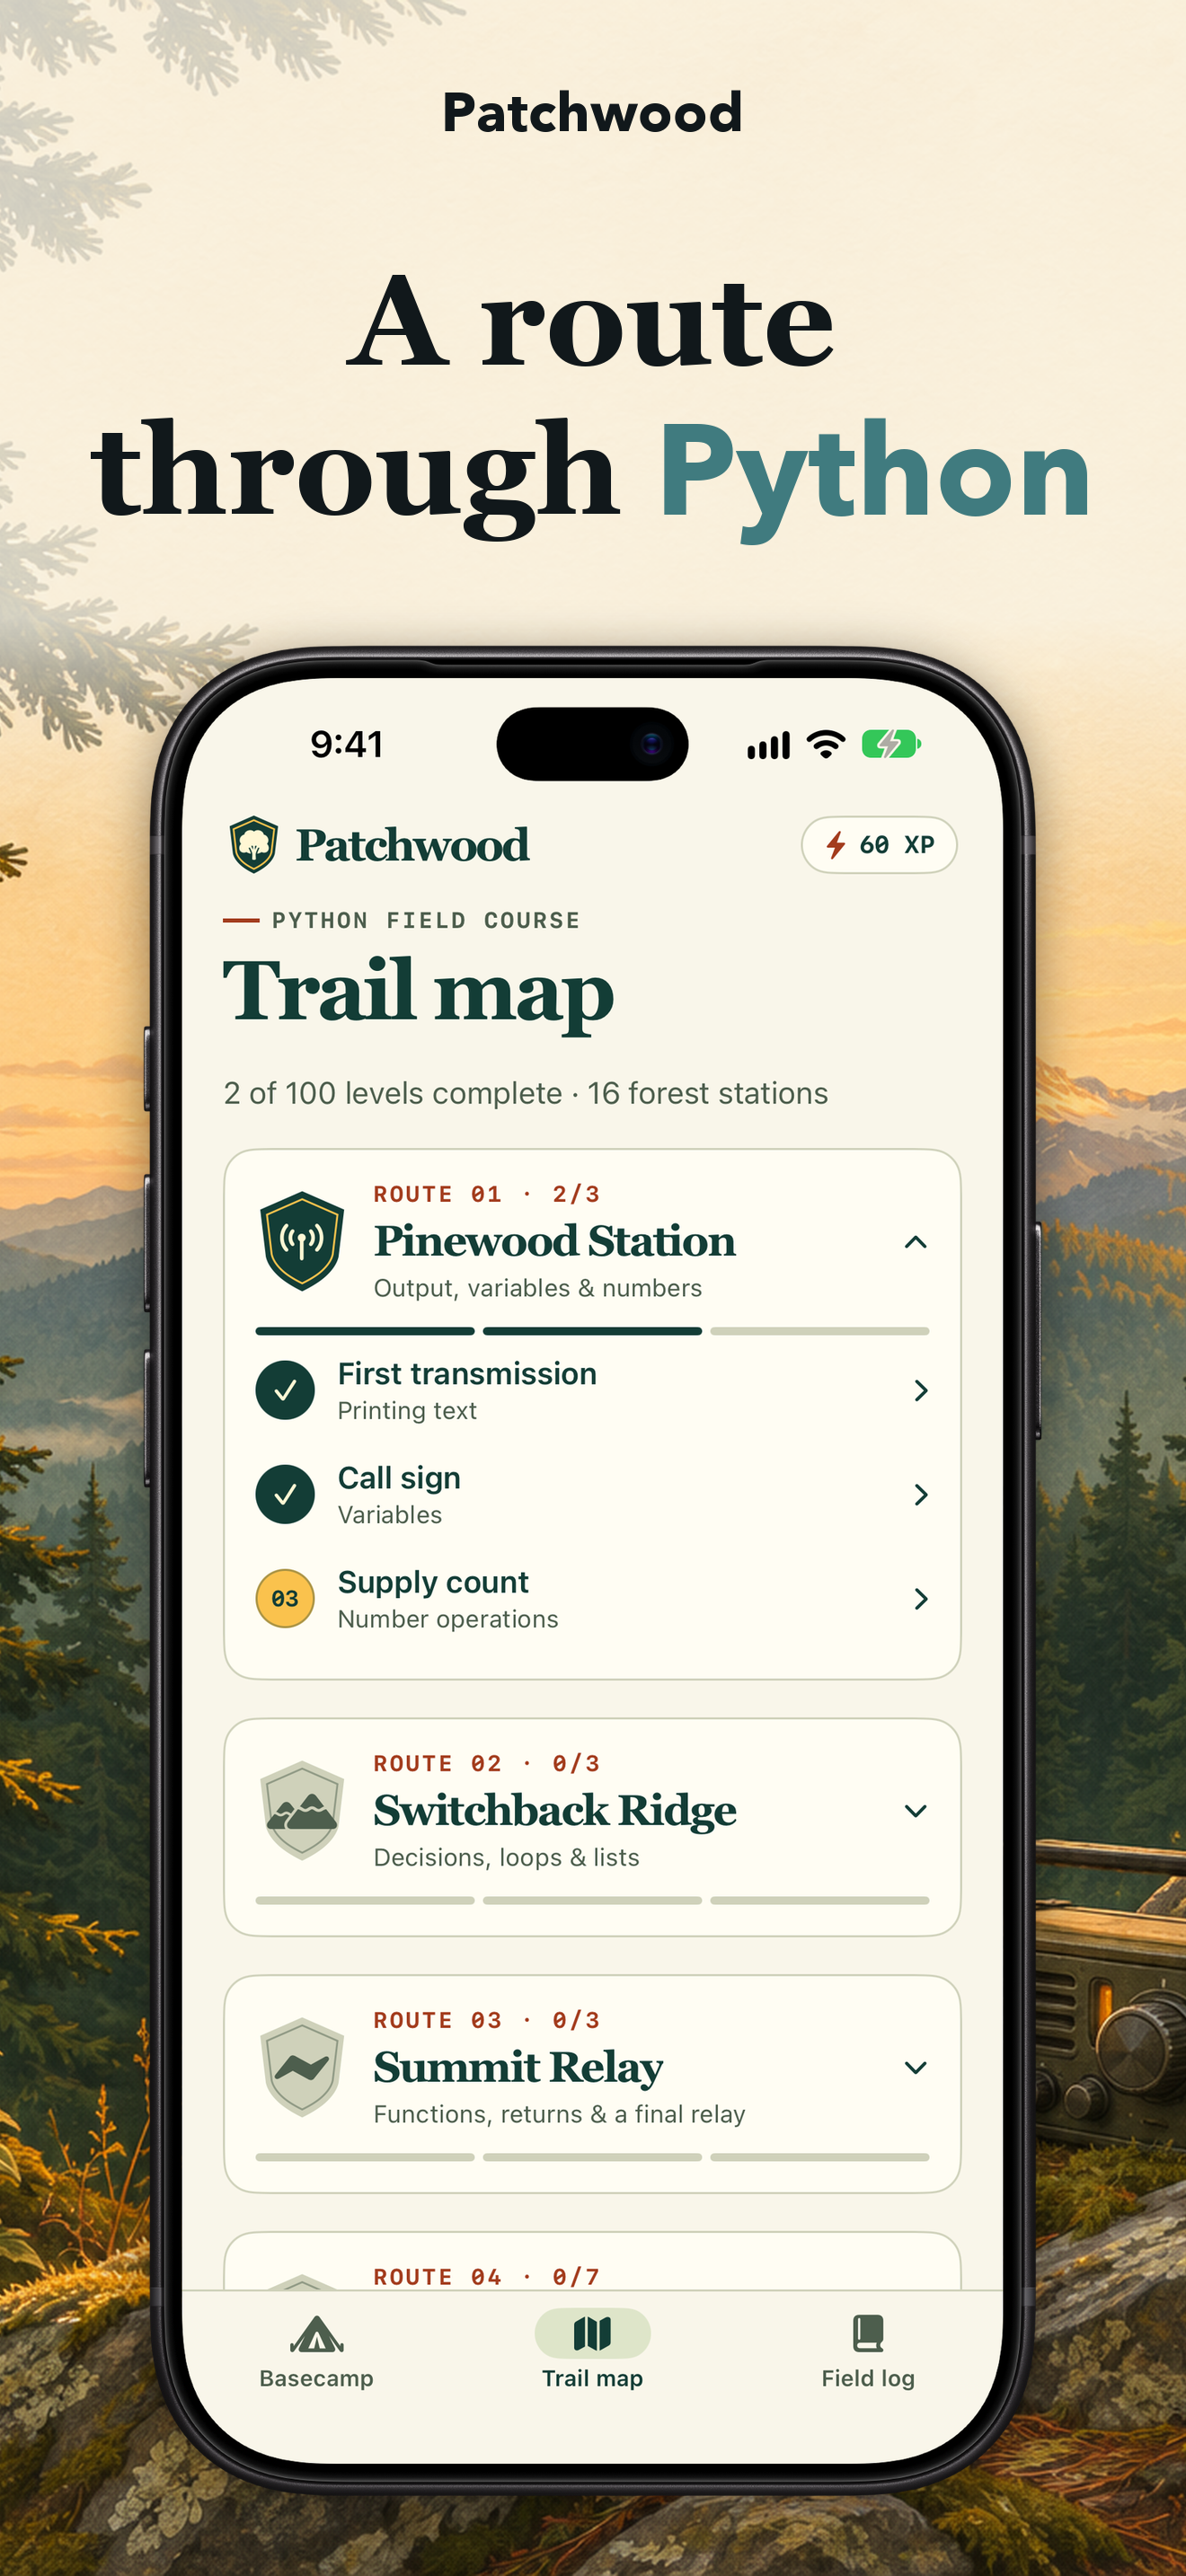 Patchwood
A route
through Python
9:41
Patchwood
60 XP
PYTHON FIELD COURSE
Trail map
2 of 100 levels complete · 16 forest stations
ROUTE 01 · 2/3
Pinewood Station
Output, variables & numbers
First transmission
Printing text
Call sign
Variables
03
Supply count
Number operations
ROUTE 02 · 0/3
Switchback Ridge
Decisions, loops & lists
ROUTE 03 · 0/3
Summit Relay
Functions, returns & a final relay
ROUTE 04 · 0/7
Basecamp
Trail map
Field log